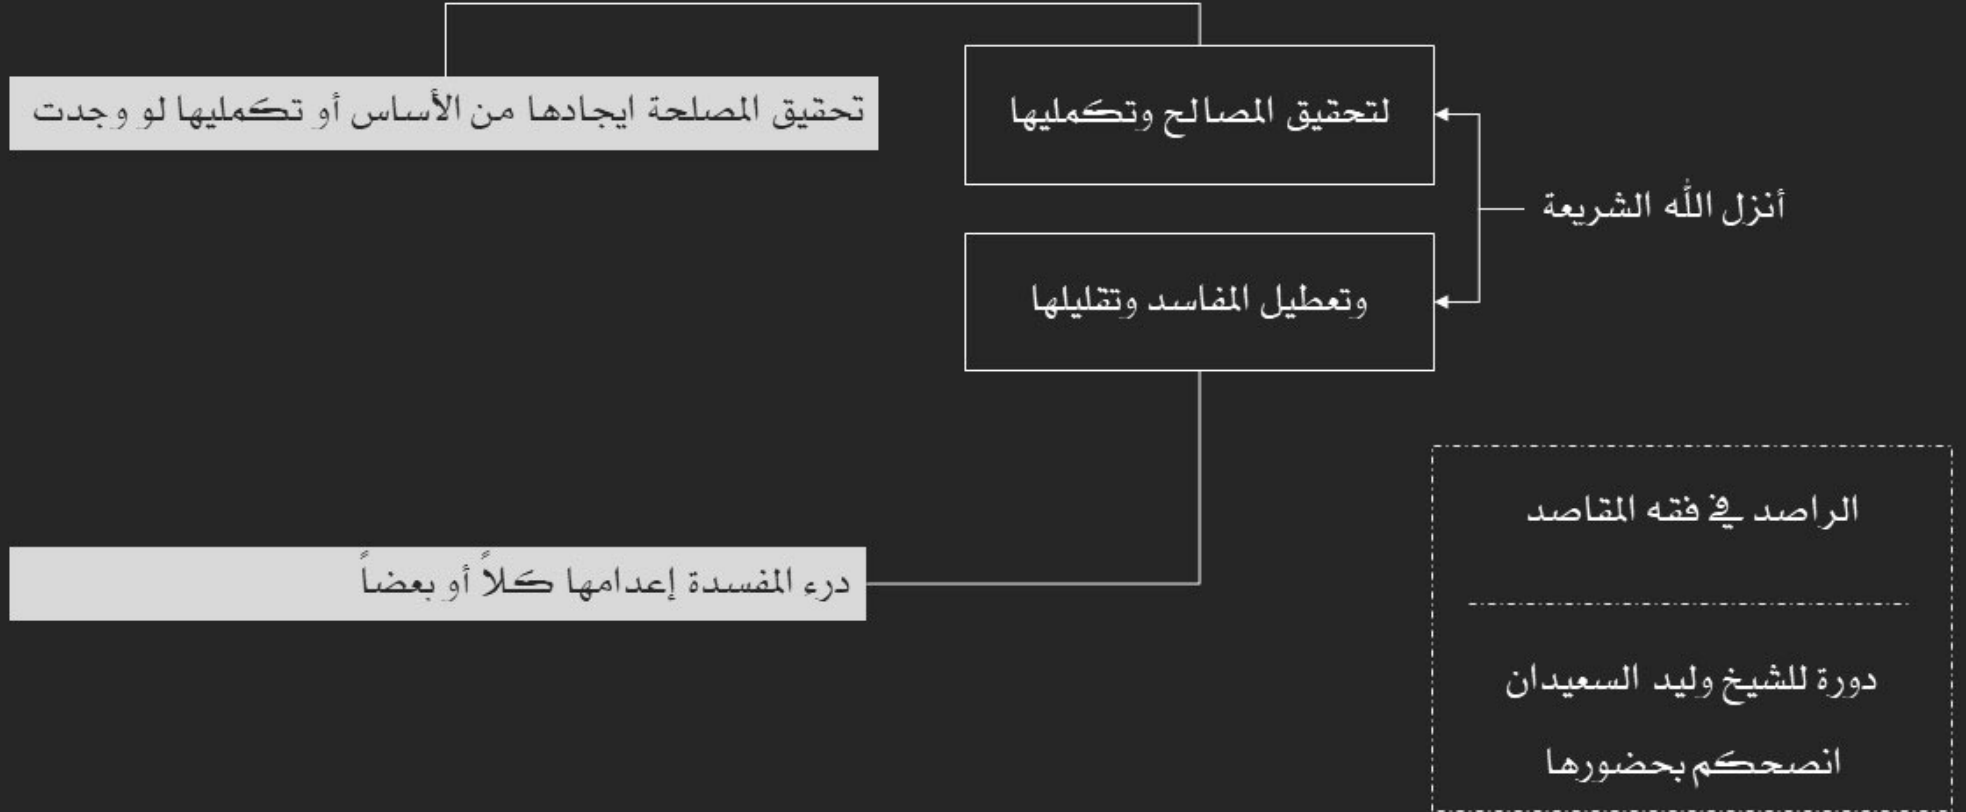 أنزل الله الشريعة
لتحقيق المصالح وتكمليها
تحقيق المصلحة ايجادها من الأساس أو تكمليها لو وجدت
وتعطيل المفاسد وتقليلها
درء المفسدة إعدامها كلاً أو بعضاً
الراصد في فقه المقاصد
دورة للشيخ وليد السعيدان
انصحكم بحضورها